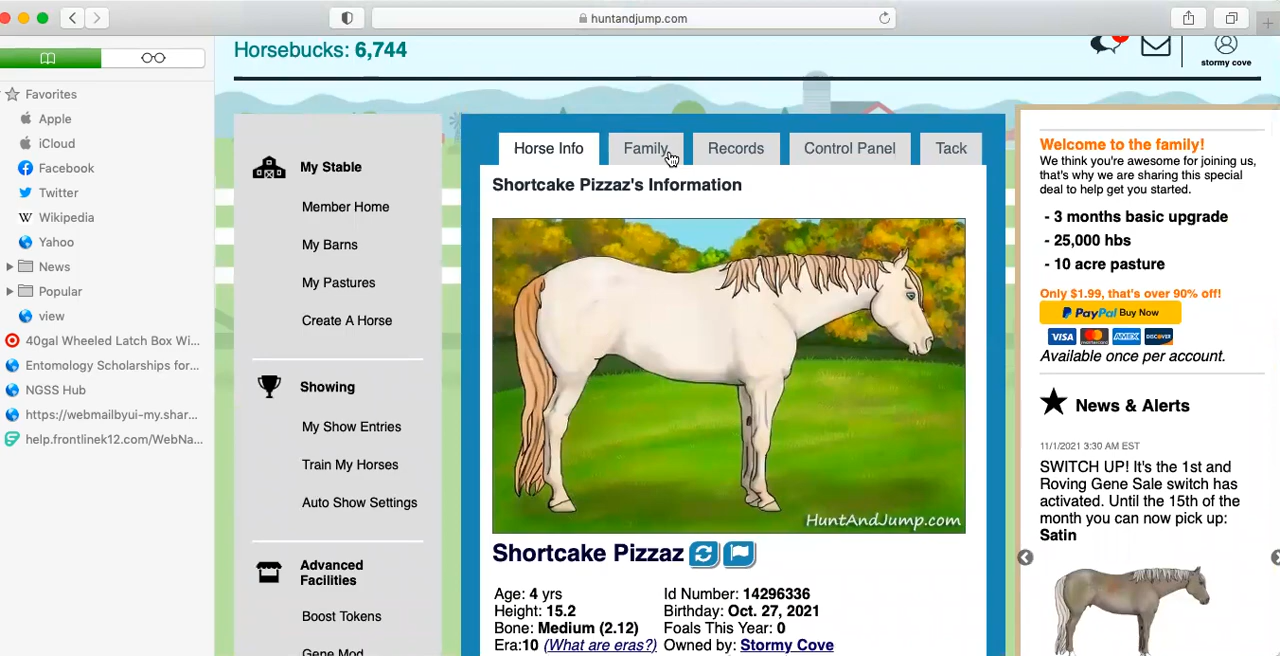 huntandjump.com
Horsebucks: 6,744
stormy cove
Favorites
Apple
iCloud
Facebook
Twitter
Wikipedia
Yahoo
News
Popular
view
40gal Wheeled Latch Box Wi...
Entomology Scholarships for...
NGSS Hub
https://webmailbyui-my.shar...
help.frontlinek12.com/WebNa...
My Stable
Member Home
My Barns
My Pastures
Create A Horse
Showing
My Show Entries
Train My Horses
Auto Show Settings
Advanced
Facilities
Boost Tokens
Gene Mod
Horse Info Family Records Control Panel Tack
Shortcake Pizzaz's Information
HuntAndJump.com
Shortcake Pizzaz
Age: 4 yrs Id Number: 14296336
Height: 15.2 Birthday: Oct. 27, 2021
Bone: Medium (2.12) Foals This Year: 0
Era:10 (What are eras?) Owned by: Stormy Cove
Welcome to the family!
We think you're awesome for joining us,
that's why we are sharing this special
deal to help get you started.
- 3 months basic upgrade
- 25,000 hbs
- 10 acre pasture
Only $1.99, that's over 90% off!
PayPal Buy Now
VISA MasterCard AMEX DISCOVER
Available once per account.
News & Alerts
11/1/2021 3:30 AM EST
SWITCH UP! It's the 1st and
Roving Gene Sale switch has
activated. Until the 15th of the
month you can now pick up:
Satin